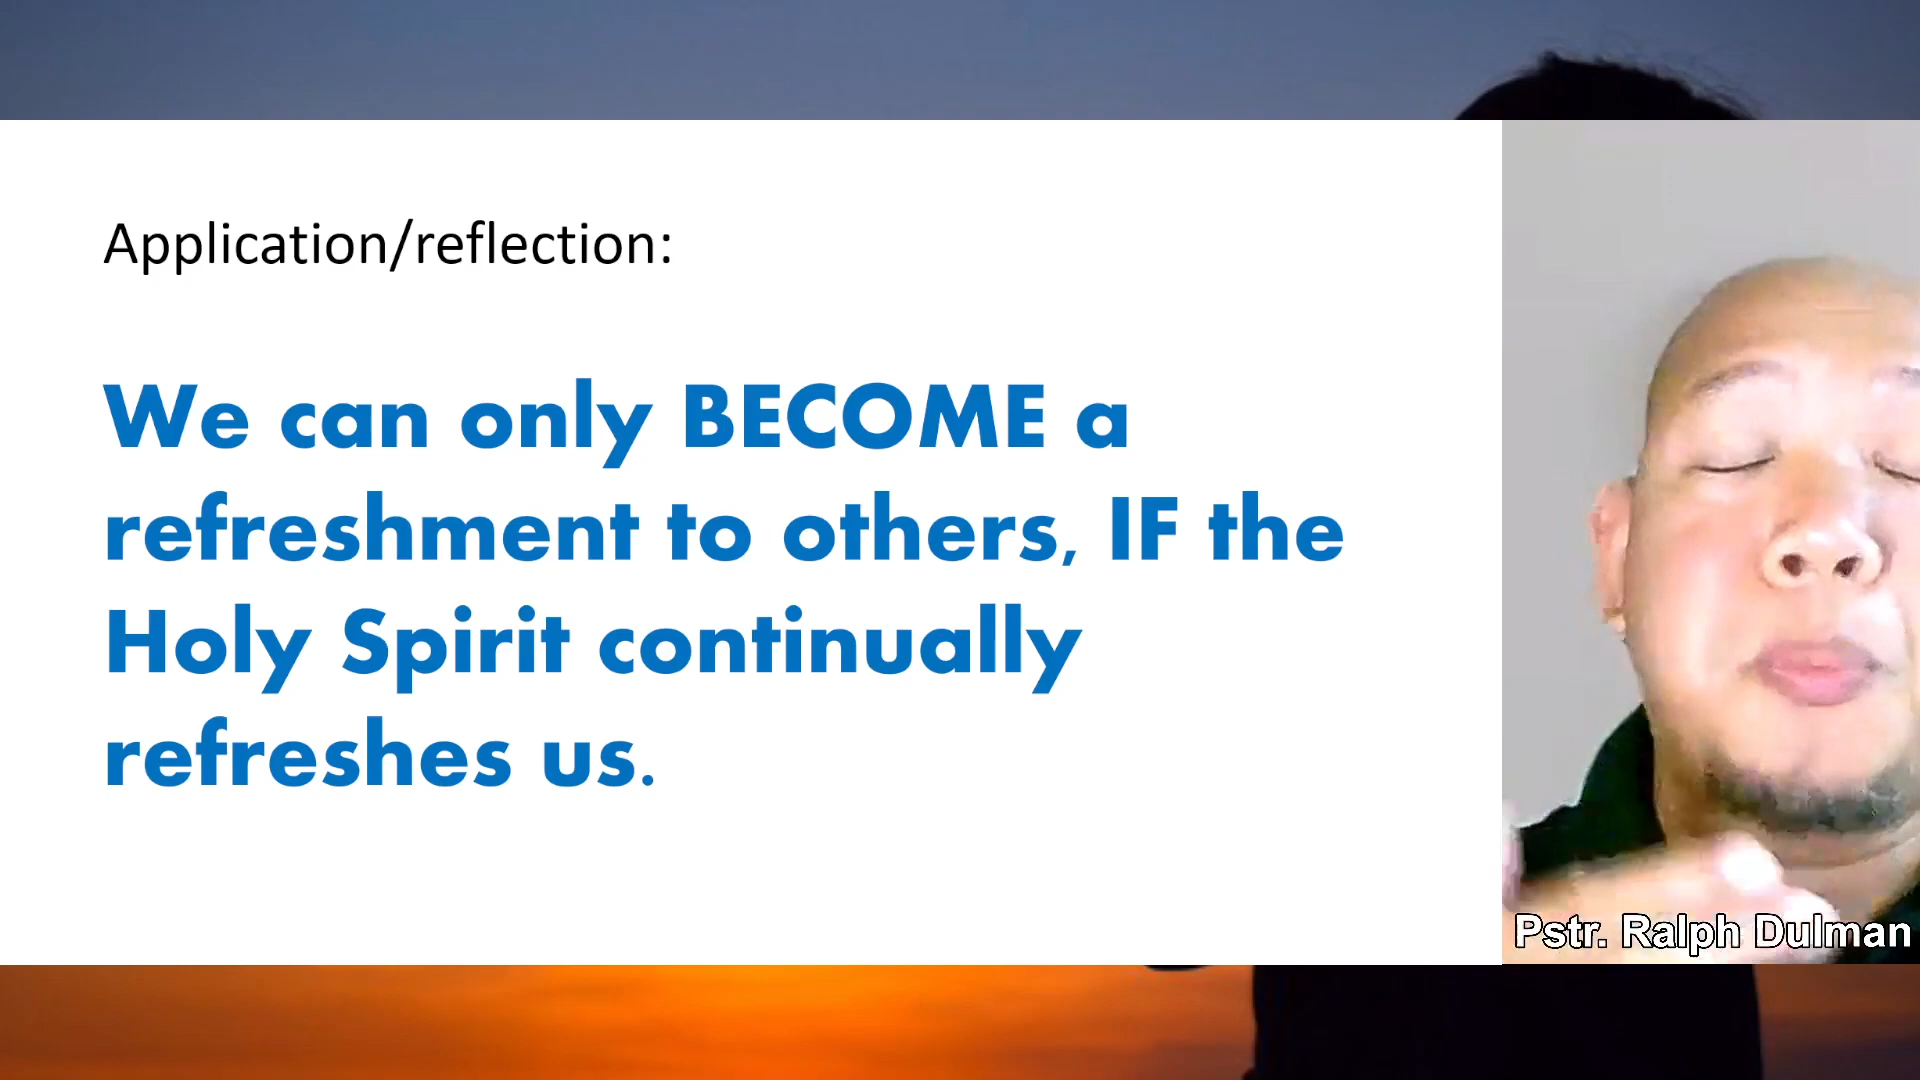 Application/reflection:
We can only BECOME a
refreshment to others, IF the
Holy Spirit continually
refreshes us.
Pstr. Ralph Dulman